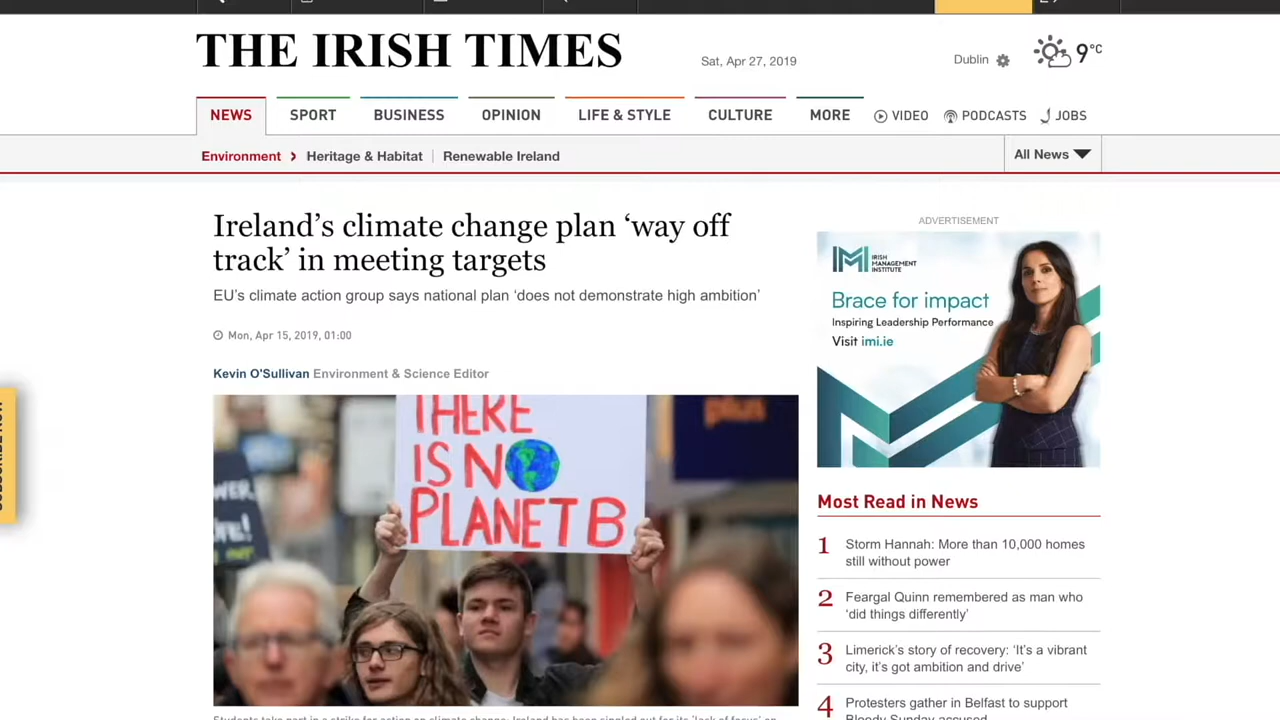 THE IRISH TIMES
Sat, Apr 27, 2019
Dublin
9°C
NEWS
SPORT
BUSINESS
OPINION
LIFE & STYLE
CULTURE
MORE
VIDEO
PODCASTS
JOBS
Environment
Heritage & Habitat
Renewable Ireland
All News
Ireland’s climate change plan ‘way off
track’ in meeting targets
EU’s climate action group says national plan ‘does not demonstrate high ambition’
Mon, Apr 15, 2019, 01:00
Kevin O'Sullivan Environment & Science Editor
THERE
IS NO
PLANET B
plus
ADVERTISEMENT
IRISH
MANAGEMENT
INSTITUTE
Brace for impact
Inspiring Leadership Performance
Visit imi.ie
Most Read in News
1 Storm Hannah: More than 10,000 homes
still without power
2 Feargal Quinn remembered as man who
‘did things differently’
3 Limerick’s story of recovery: ‘It’s a vibrant
city, it’s got ambition and drive’
4 Protesters gather in Belfast to support
Bloody Sunday accused